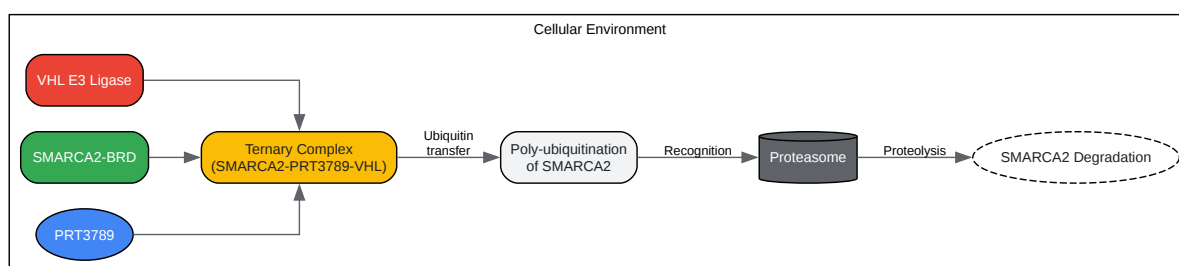 Cellular Environment
VHL E3 Ligase
SMARCA2-BRD
PRT3789
Ternary Complex
(SMARCA2-PRT3789-VHL)
Ubiquitin
transfer
Poly-ubiquitination
of SMARCA2
Recognition
Proteasome
Proteolysis
SMARCA2 Degradation